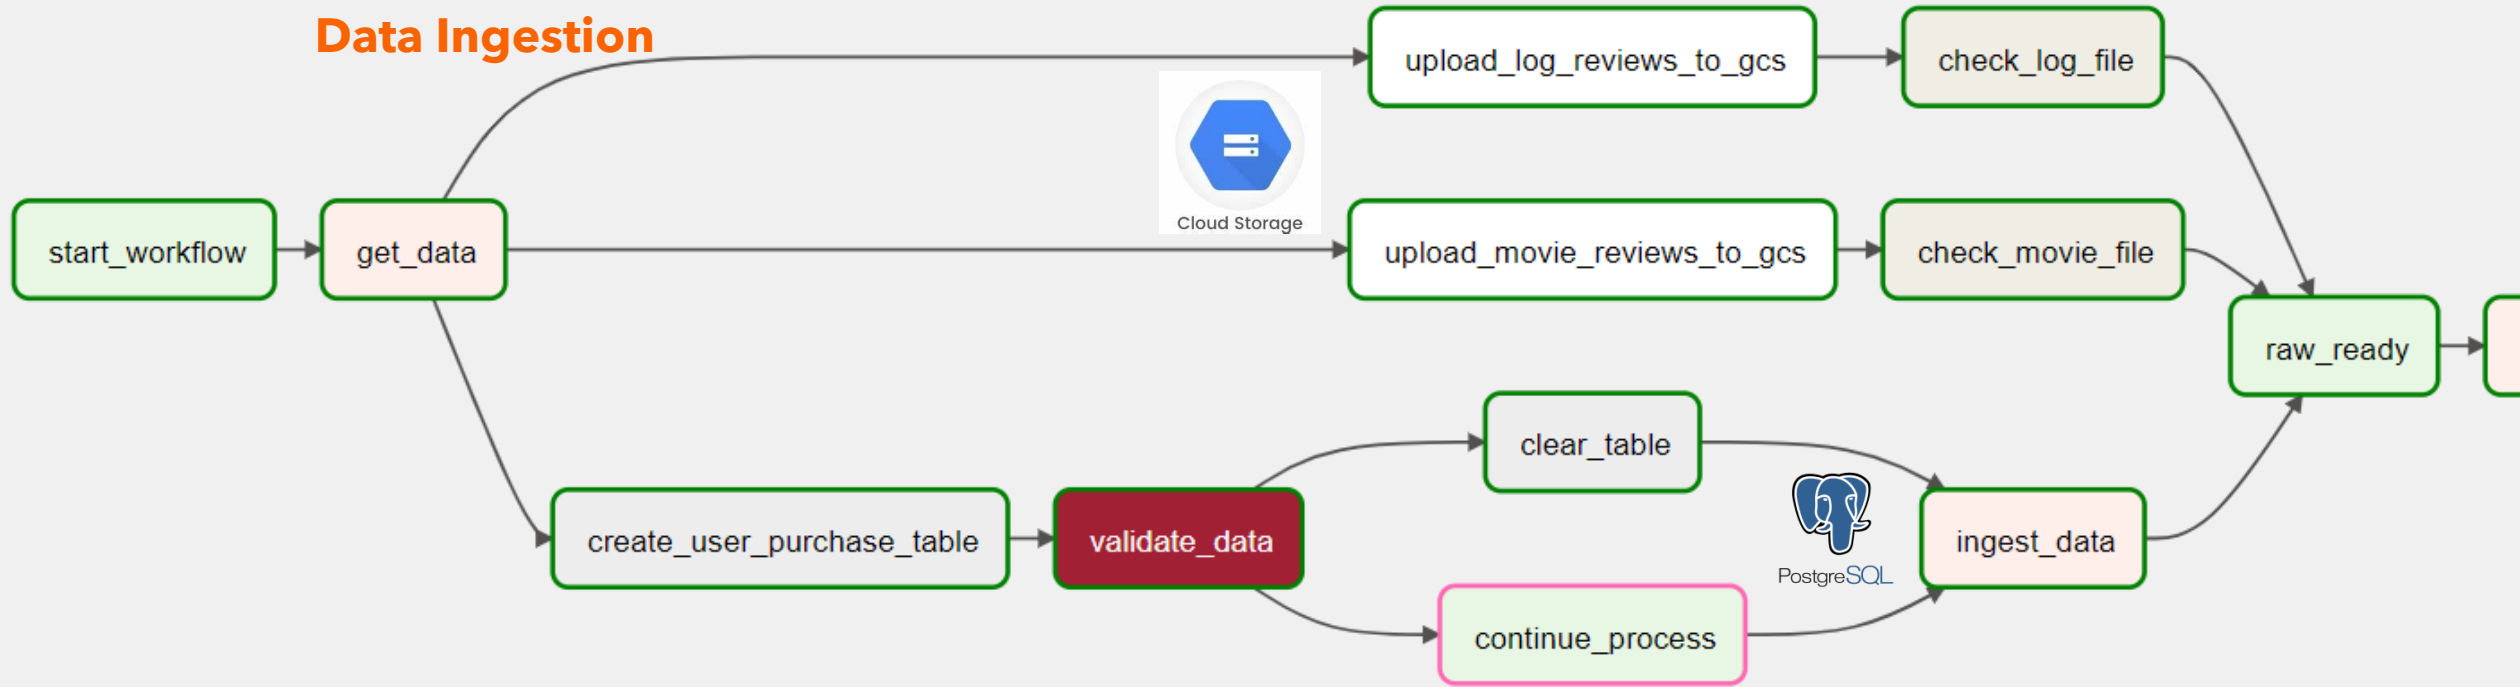 Data Ingestion
upload_log_reviews_to_gcs
check_log_file
Cloud Storage
start_workflow
get_data
upload_movie_reviews_to_gcs
check_movie_file
raw_ready
clear_table
create_user_purchase_table
validate_data
PostgreSQL
ingest_data
continue_process